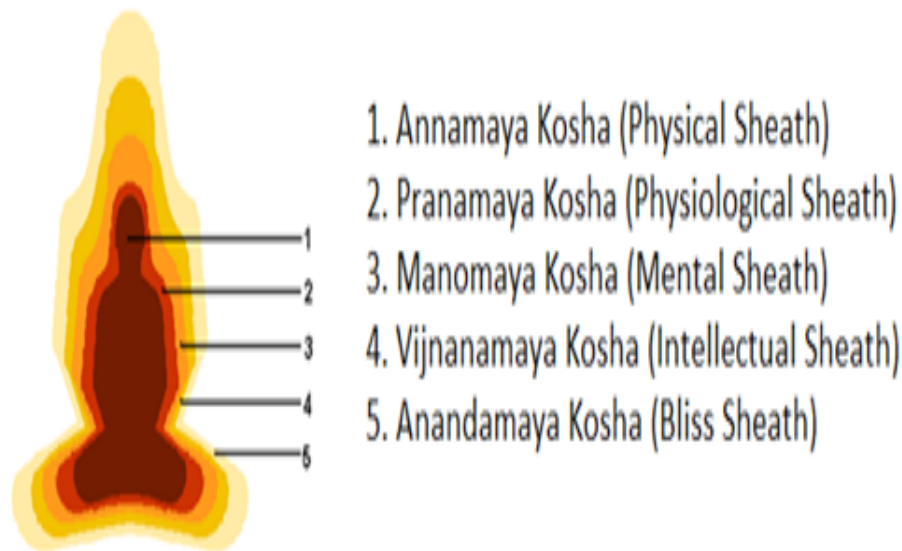 1
2
3
4
5
1. Annamaya Kosha (Physical Sheath)
2. Pranamaya Kosha (Physiological Sheath)
3. Manomaya Kosha (Mental Sheath)
4. Vijnanamaya Kosha (Intellectual Sheath)
5. Anandamaya Kosha (Bliss Sheath)